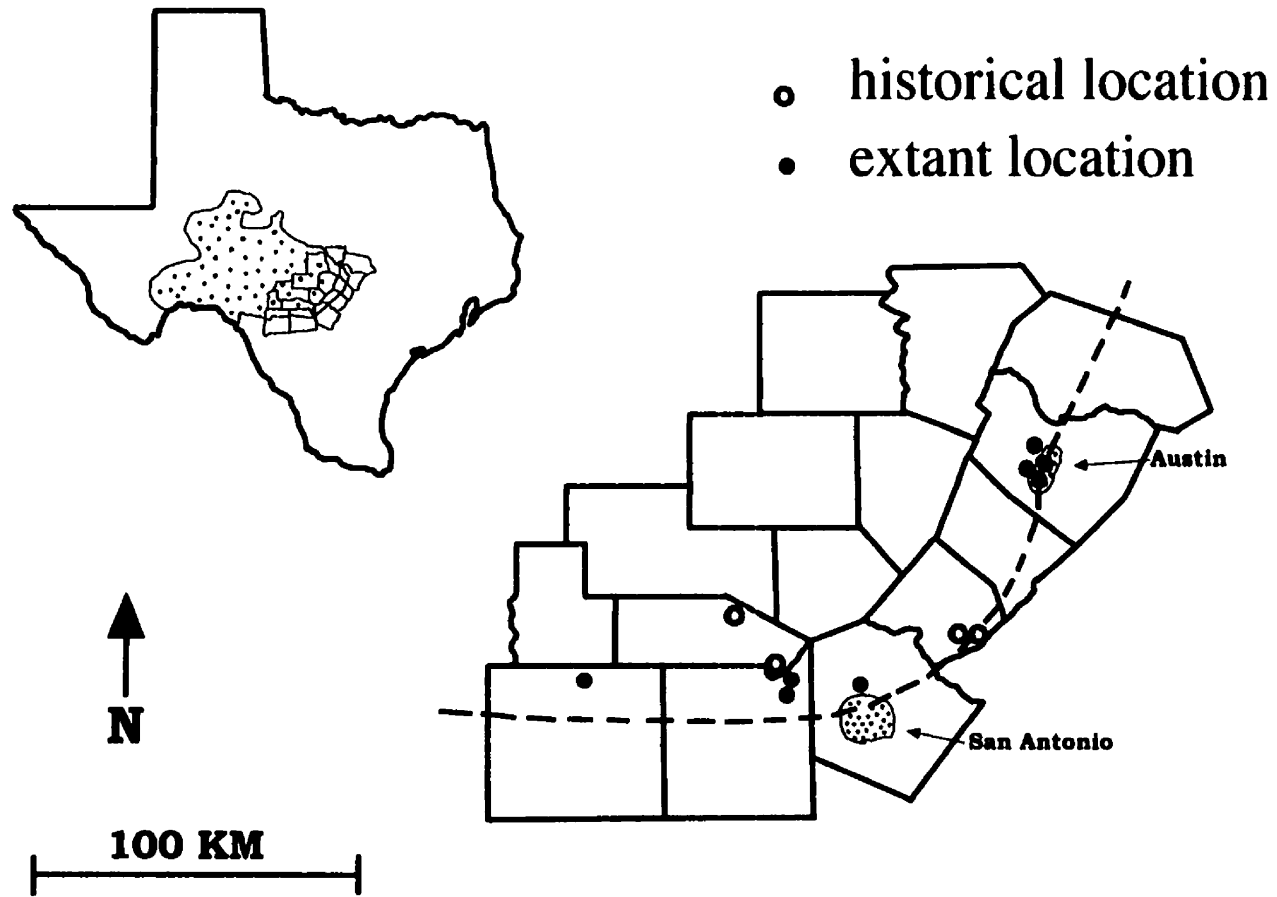 historical location
extant location
Austin
N
San Antonio
100 KM